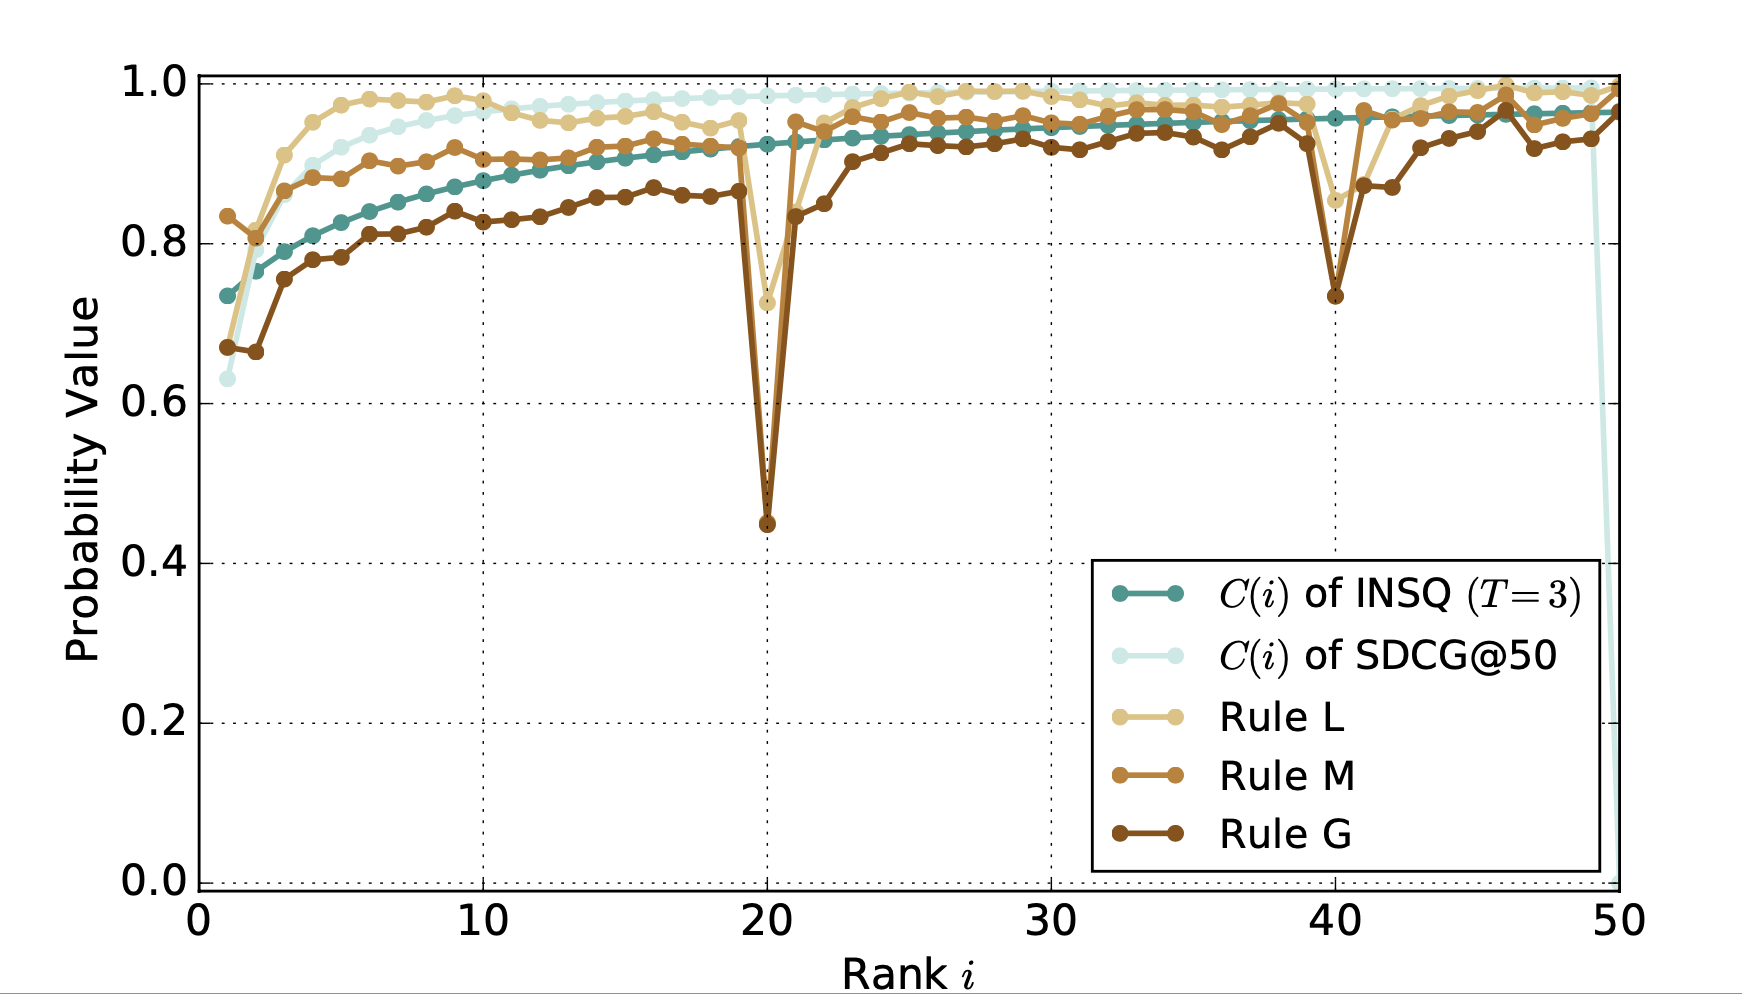 1.0
0.8
0.6
0.4
0.2
0.0
Probability Value
0 10 20 30 40 50
Rank i
C(i) of INSQ (T=3)
C(i) of SDCG@50
Rule L
Rule M
Rule G